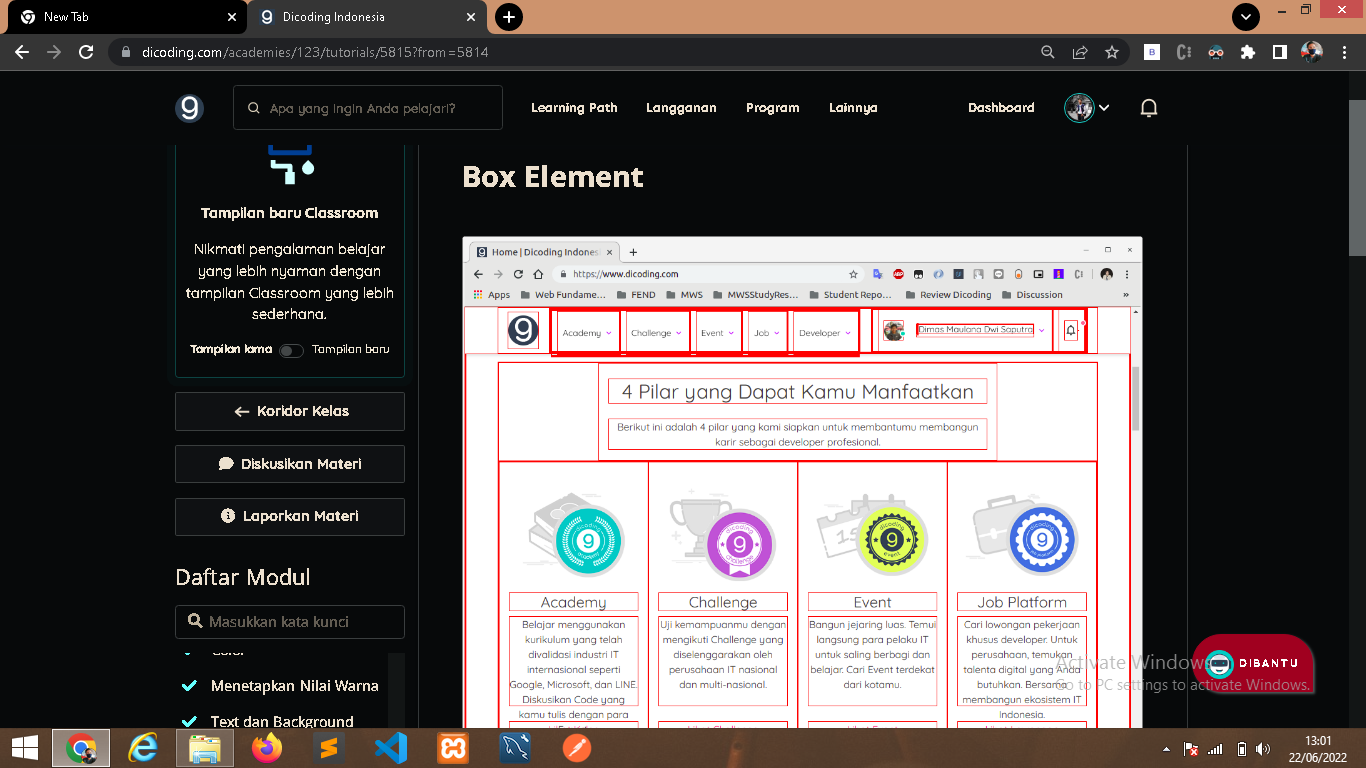 New Tab
Dicoding Indonesia
dicoding.com/academies/123/tutorials/5815?from=5814
Apa yang ingin Anda pelajari?
Learning Path
Langganan
Program
Lainnya
Dashboard
Tampilan baru Classroom
Nikmati pengalaman belajar
yang lebih nyaman dengan
tampilan Classroom yang lebih
sederhana.
Tampilan lama
Tampilan baru
Koridor Kelas
Diskusikan Materi
Laporkan Materi
Daftar Modul
Masukkan kata kunci
Menetapkan Nilai Warna
Text dan Background
Box Element
Home | Dicoding Indones
https://www.dicoding.com
Apps
Web Fundame...
FEND
MWS
MWSStudyRes...
Student Repo...
Review Dicoding
Discussion
»
Academy
Challenge
Event
Job
Developer
Dimas Maulana Dwi Saputra
4 Pilar yang Dapat Kamu Manfaatkan
Berikut ini adalah 4 pilar yang kami siapkan untuk membantumu membangun
karir sebagai developer profesional.
Academy
Belajar menggunakan
kurikulum yang telah
divalidasi industri IT
internasional seperti
Google, Microsoft, dan LINE.
Diskusikan Code yang
kamu tulis dengan para
Challenge
Uji kemampuanmu dengan
mengikuti Challenge yang
diselenggarakan oleh
perusahaan IT nasional
dan multi-nasional.
Event
Bangun jejaring luas. Temui
langsung para pelaku IT
untuk saling berbagi dan
belajar. Cari Event terdekat
dari kotamu.
Job Platform
Cari lowongan pekerjaan
khusus developer. Untuk
perusahaan, temukan
talenta digital yang Anda
butuhkan. Bersama
membangun ekosistem IT
Indonesia.
Activate Windows
Go to PC settings to activate Windows.
DIBANTU
13:01
22/06/2022